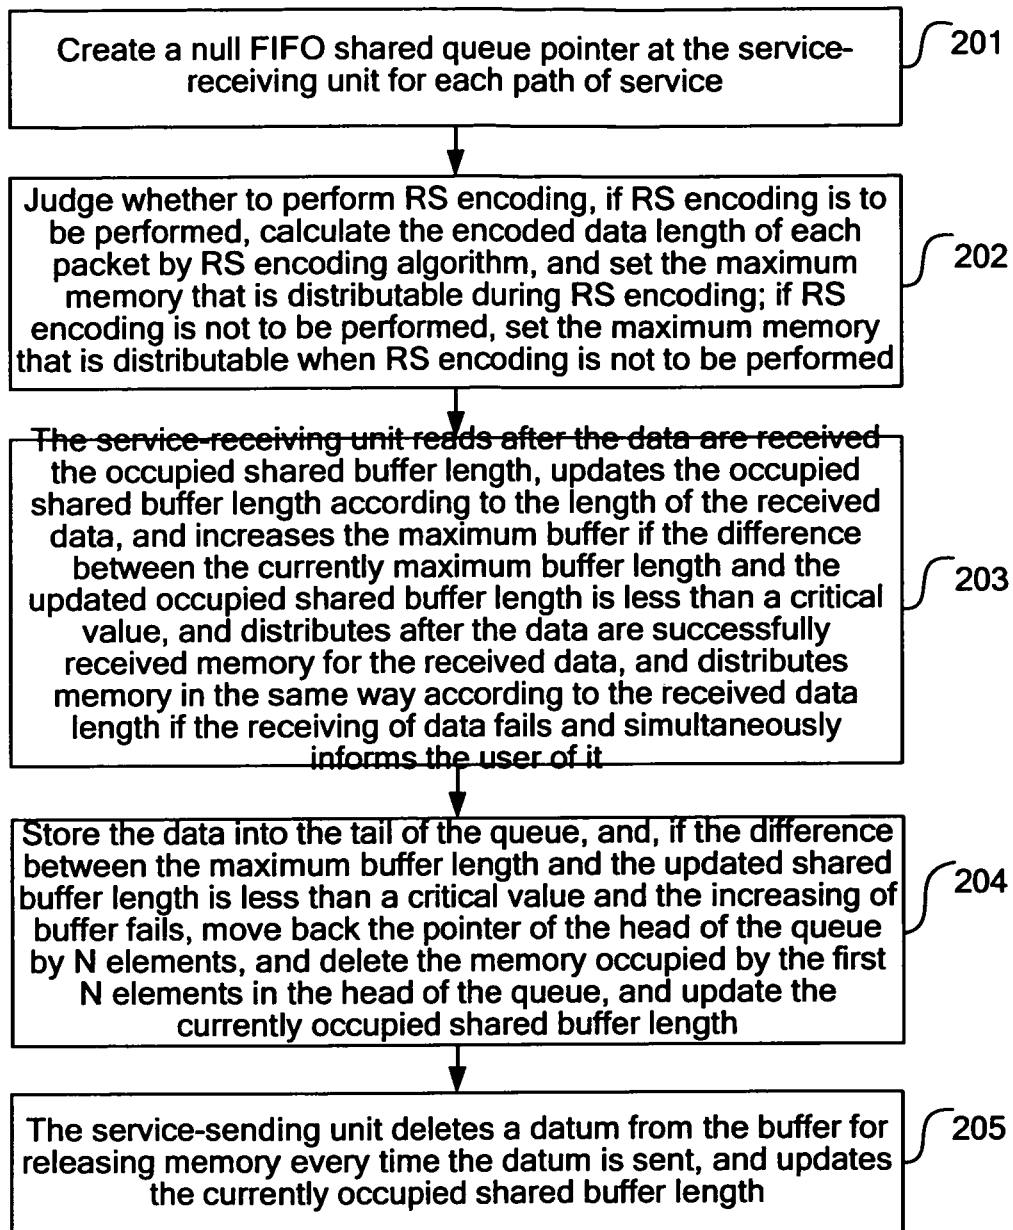 Create a null FIFO shared queue pointer at the service-
receiving unit for each path of service
201
Judge whether to perform RS encoding, if RS encoding is to
be performed, calculate the encoded data length of each
packet by RS encoding algorithm, and set the maximum
memory that is distributable during RS encoding; if RS
encoding is not to be performed, set the maximum memory
that is distributable when RS encoding is not to be performed
202
The service-receiving unit reads after the data are received
the occupied shared buffer length, updates the occupied
shared buffer length according to the length of the received
data, and increases the maximum buffer if the difference
between the currently maximum buffer length and the
updated occupied shared buffer length is less than a critical
value, and distributes after the data are successfully
received memory for the received data, and distributes
memory in the same way according to the received data
length if the receiving of data fails and simultaneously
informs the user of it
203
Store the data into the tail of the queue, and, if the difference
between the maximum buffer length and the updated shared
buffer length is less than a critical value and the increasing of
buffer fails, move back the pointer of the head of the queue
by N elements, and delete the memory occupied by the first
N elements in the head of the queue, and update the
currently occupied shared buffer length
204
The service-sending unit deletes a datum from the buffer for
releasing memory every time the datum is sent, and updates
the currently occupied shared buffer length
205